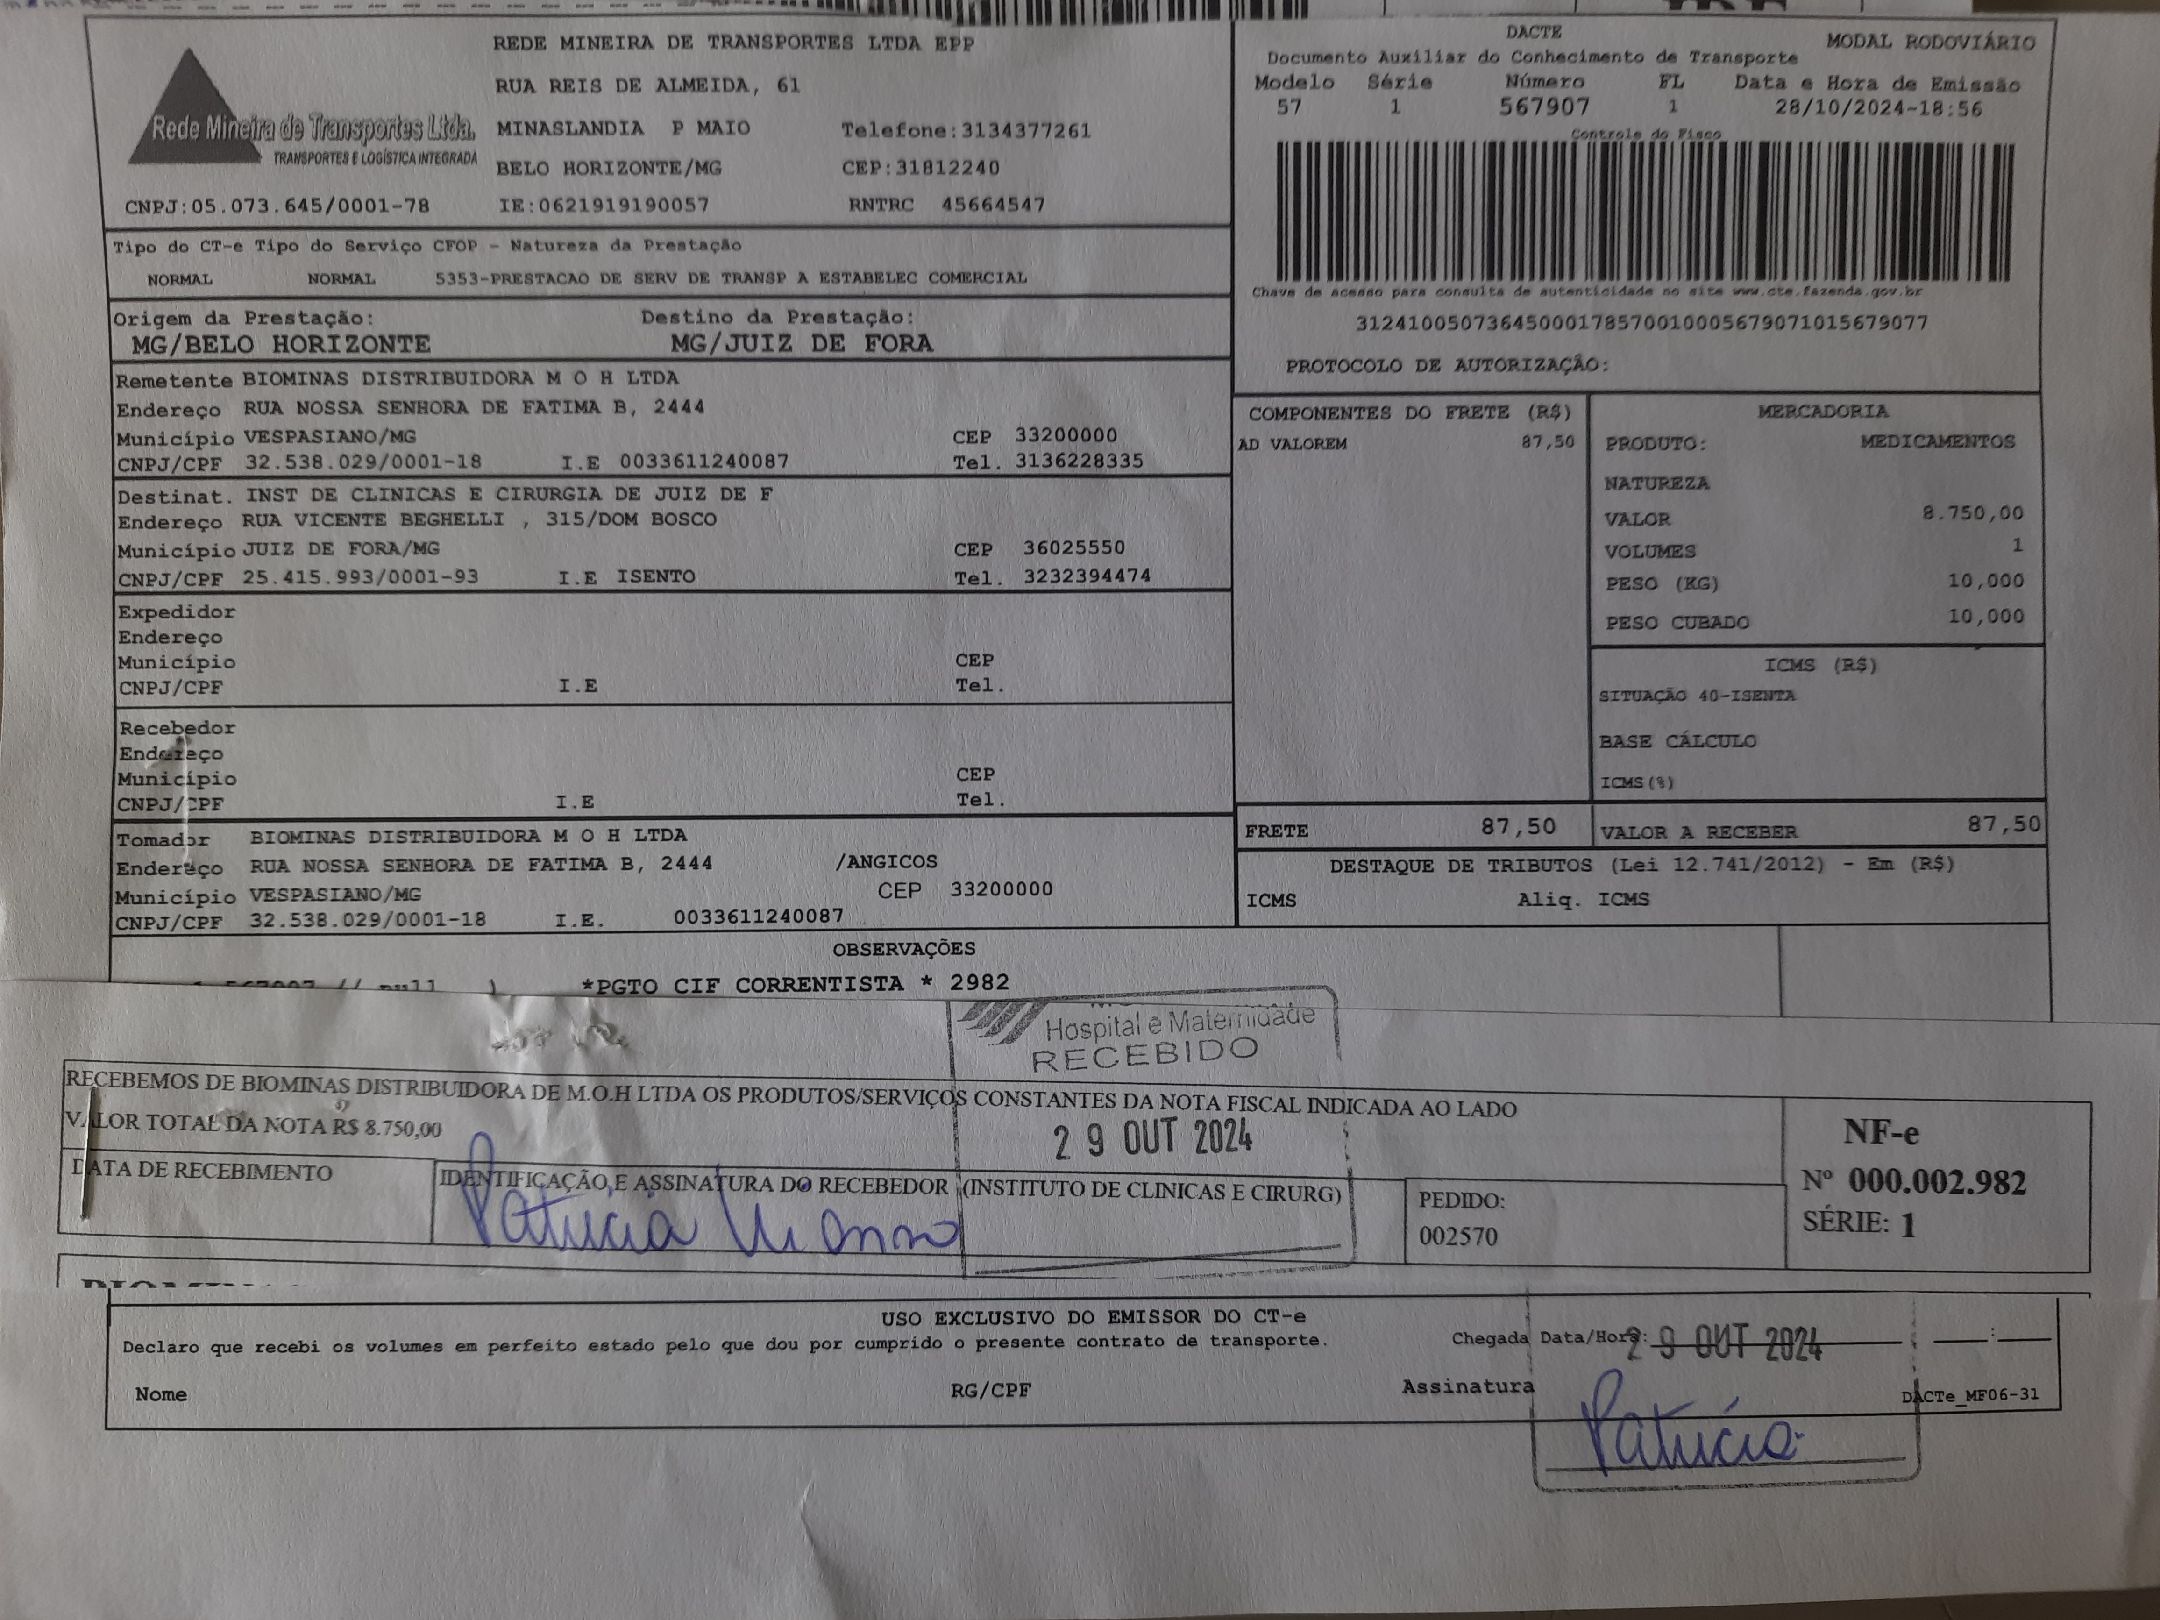 REDE MINEIRA DE TRANSPORTES LTDA EPP
RUA REIS DE ALMEIDA, 61
Rede Mineira de Transportes Ltda.
TRANSPORTES E LOGÍSTICA INTEGRADA
MINASLANDIA P MAIO Telefone:3134377261
BELO HORIZONTE/MG CEP:31812240
CNPJ:05.073.645/0001-78 IE:0621919190057 RNTRC 45664547
DACTE MODAL RODOVIÁRIO
Documento Auxiliar do Conhecimento de Transporte
Modelo Série Número FL Data e Hora de Emissão
57 1 567907 1 28/10/2024-18:56
Controle do Fisco
Chave de acesso para consulta de autenticidade no site www.cte.fazenda.gov.br
31241005073645000178570010005679071015679077
PROTOCOLO DE AUTORIZAÇÃO:
Tipo do CT-e Tipo do Serviço CFOP - Natureza da Prestação
NORMAL NORMAL 5353-PRESTACAO DE SERV DE TRANSP A ESTABELEC COMERCIAL
Origem da Prestação: Destino da Prestação:
MG/BELO HORIZONTE MG/JUIZ DE FORA
Remetente BIOMINAS DISTRIBUIDORA M O H LTDA
Endereço RUA NOSSA SENHORA DE FATIMA B, 2444
Município VESPASIANO/MG CEP 33200000
CNPJ/CPF 32.538.029/0001-18 I.E 0033611240087 Tel. 3136228335
Destinat. INST DE CLINICAS E CIRURGIA DE JUIZ DE F
Endereço RUA VICENTE BEGHELLI , 315/DOM BOSCO
Município JUIZ DE FORA/MG CEP 36025550
CNPJ/CPF 25.415.993/0001-93 I.E ISENTO Tel. 3232394474
Expedidor
Endereço
Município CEP
CNPJ/CPF I.E Tel.
Recebedor
Endereço
Município CEP
CNPJ/CPF I.E Tel.
Tomador BIOMINAS DISTRIBUIDORA M O H LTDA
Endereço RUA NOSSA SENHORA DE FATIMA B, 2444 /ANGICOS
Município VESPASIANO/MG CEP 33200000
CNPJ/CPF 32.538.029/0001-18 I.E. 0033611240087
COMPONENTES DO FRETE (R$)
AD VALOREM 87,50
MERCADORIA
PRODUTO: MEDICAMENTOS
NATUREZA
VALOR 8.750,00
VOLUMES 1
PESO (KG) 10,000
PESO CUBADO 10,000
ICMS (R$)
SITUAÇÃO 40-ISENTA
BASE CÁLCULO
ICMS(%)
FRETE 87,50 VALOR A RECEBER 87,50
DESTAQUE DE TRIBUTOS (Lei 12.741/2012) - Em (R$)
ICMS Aliq. ICMS
OBSERVAÇÕES
567907 // null ) *PGTO CIF CORRENTISTA * 2982
Hospital e Maternidade
RECEBIDO
RECEBEMOS DE BIOMINAS DISTRIBUIDORA DE M.O.H LTDA OS PRODUTOS/SERVIÇOS CONSTANTES DA NOTA FISCAL INDICADA AO LADO
VALOR TOTAL DA NOTA R$ 8.750,00
29 OUT 2024
DATA DE RECEBIMENTO IDENTIFICAÇÃO E ASSINATURA DO RECEBEDOR (INSTITUTO DE CLINICAS E CIRURG)
Patrícia
PEDIDO:
002570
NF-e
Nº 000.002.982
SÉRIE: 1
USO EXCLUSIVO DO EMISSOR DO CT-e
Declaro que recebi os volumes em perfeito estado pelo que dou por cumprido o presente contrato de transporte. Chegada Data/Hora: 29 OUT 2024 :
Nome RG/CPF Assinatura DACTe_MF06-31
Patrícia